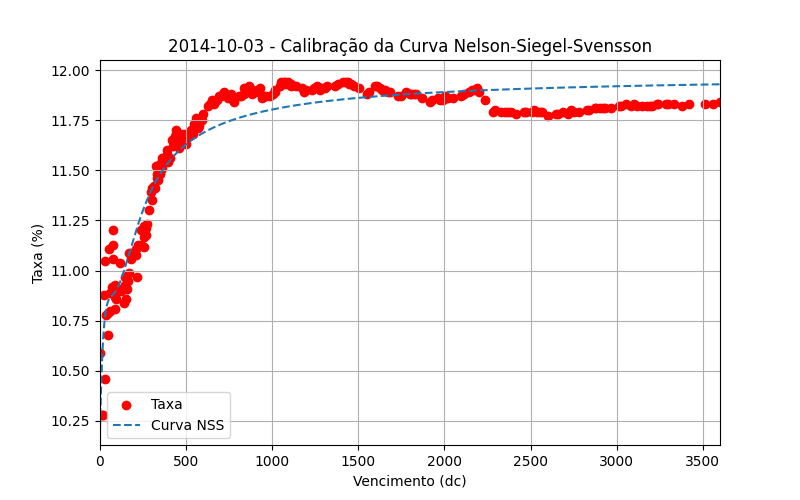 2014-10-03 - Calibração da Curva Nelson-Siegel-Svensson
Taxa (%)
12.00
11.75
11.50
11.25
11.00
10.75
10.50
10.25
Taxa
Curva NSS
0 500 1000 1500 2000 2500 3000 3500
Vencimento (dc)